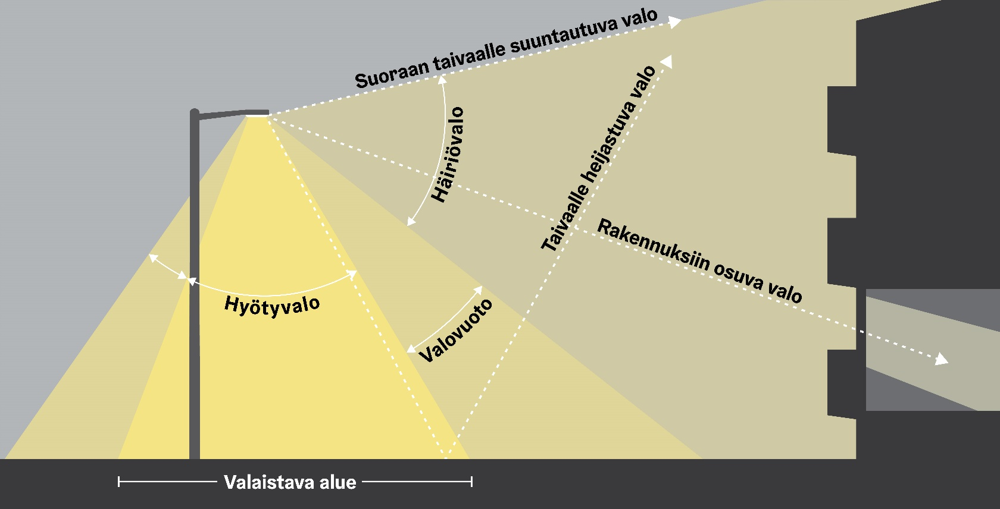 Suoraan taivaalle suuntautuva valo
Häiriövalo
Taivaalle heijastuva valo
Rakennuksiin osuva valo
Hyötyvalo
Valovuoto
Valaistava alue